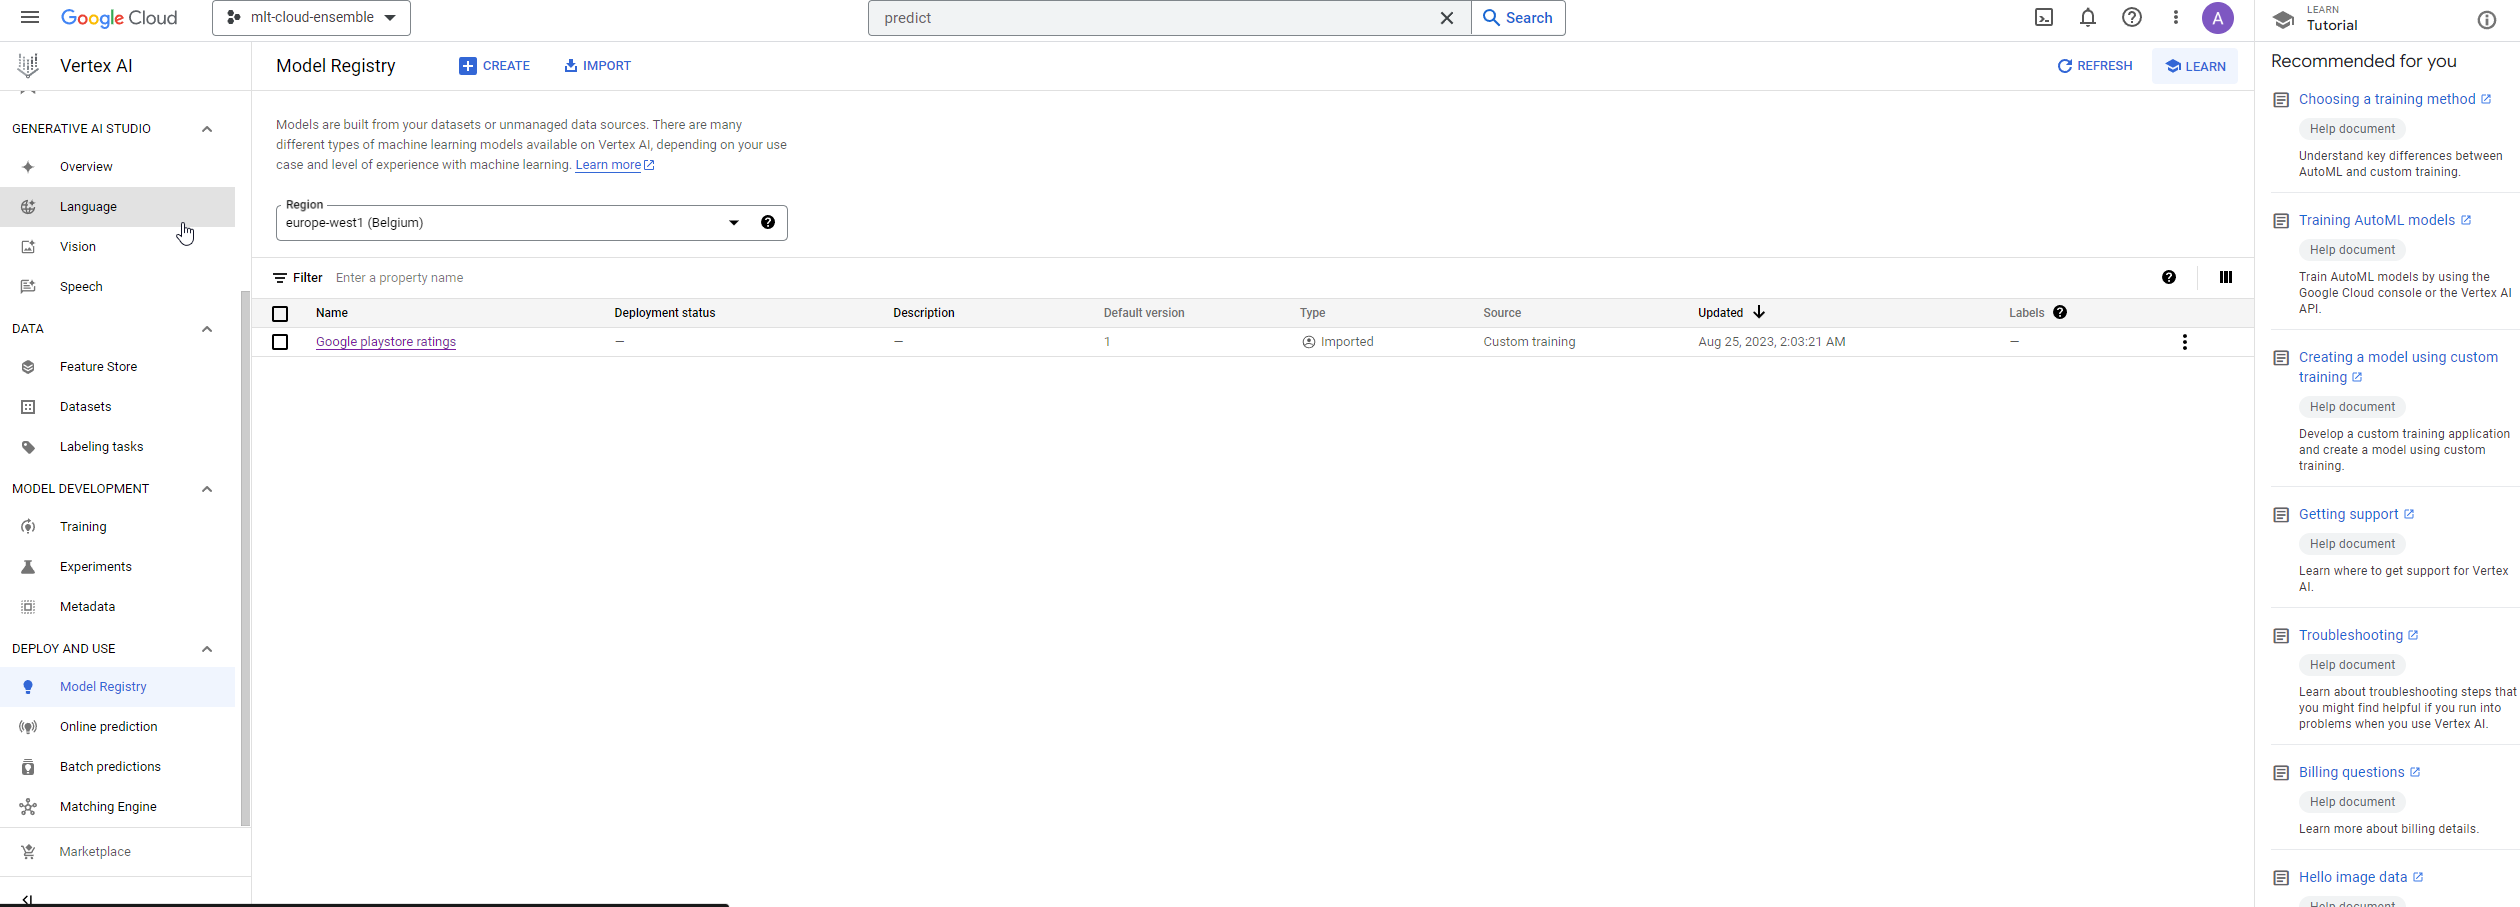 Google Cloud
mlt-cloud-ensemble
predict
Search
A
LEARN
Tutorial
Vertex AI
Model Registry
CREATE
IMPORT
REFRESH
LEARN
GENERATIVE AI STUDIO
Overview
Language
Vision
Speech
DATA
Feature Store
Datasets
Labeling tasks
MODEL DEVELOPMENT
Training
Experiments
Metadata
DEPLOY AND USE
Model Registry
Online prediction
Batch predictions
Matching Engine
Marketplace
Models are built from your datasets or unmanaged data sources. There are many
different types of machine learning models available on Vertex AI, depending on your use
case and level of experience with machine learning. Learn more
Region
europe-west1 (Belgium)
Filter Enter a property name
Name Deployment status Description Default version Type Source Updated Labels
Google playstore ratings — — 1 Imported Custom training Aug 25, 2023, 2:03:21 AM —
Recommended for you
Choosing a training method
Help document
Understand key differences between
AutoML and custom training.
Training AutoML models
Help document
Train AutoML models by using the
Google Cloud console or the Vertex AI
API.
Creating a model using custom
training
Help document
Develop a custom training application
and create a model using custom
training.
Getting support
Help document
Learn where to get support for Vertex
AI.
Troubleshooting
Help document
Learn about troubleshooting steps that
you might find helpful if you run into
problems when you use Vertex AI.
Billing questions
Help document
Learn more about billing details.
Hello image data
Help document